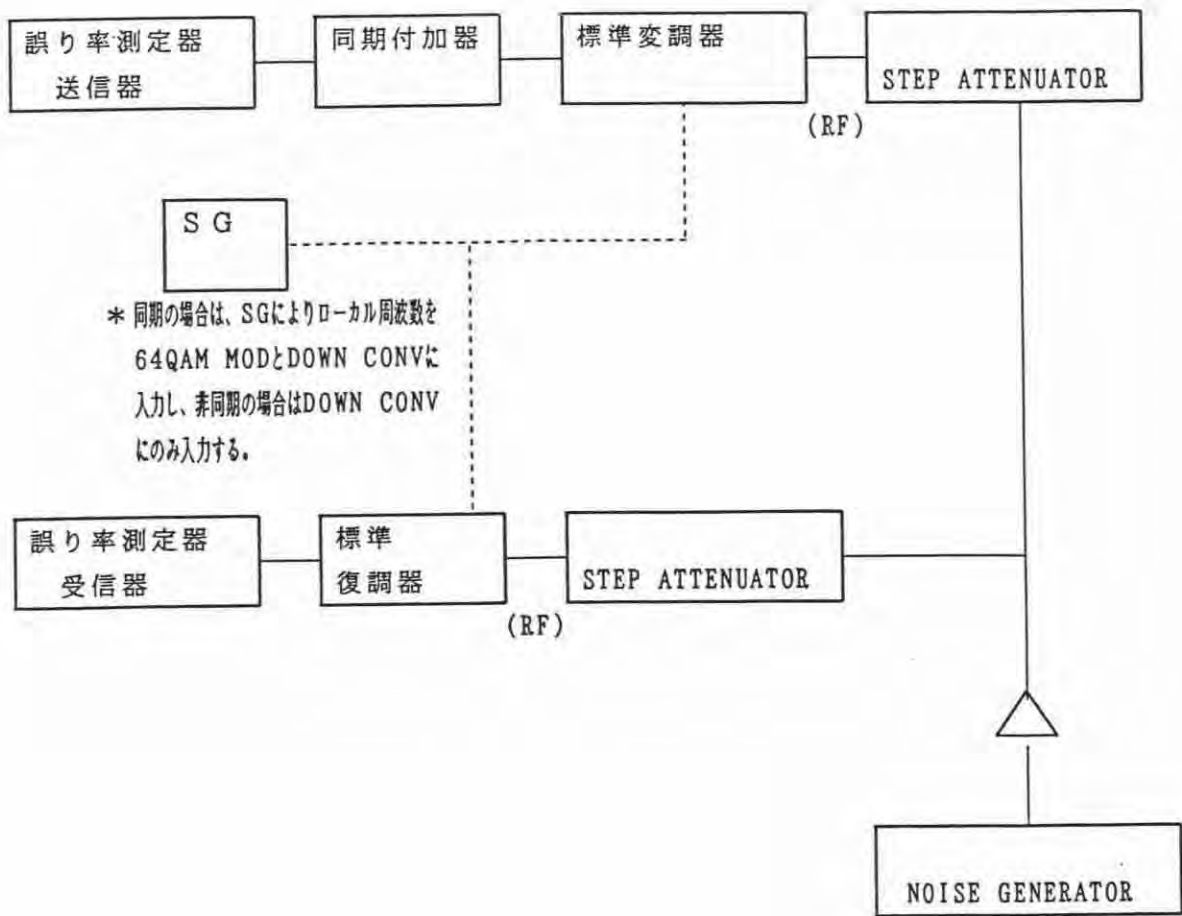 誤り率測定器
送信器
同期付加器
標準変調器
STEP ATTENUATOR
(RF)
SG
* 同期の場合は、SGによりローカル周波数を
64QAM MODとDOWN CONVに
入力し、非同期の場合はDOWN CONV
にのみ入力する。
誤り率測定器
受信器
標準
復調器
STEP ATTENUATOR
(RF)
NOISE GENERATOR